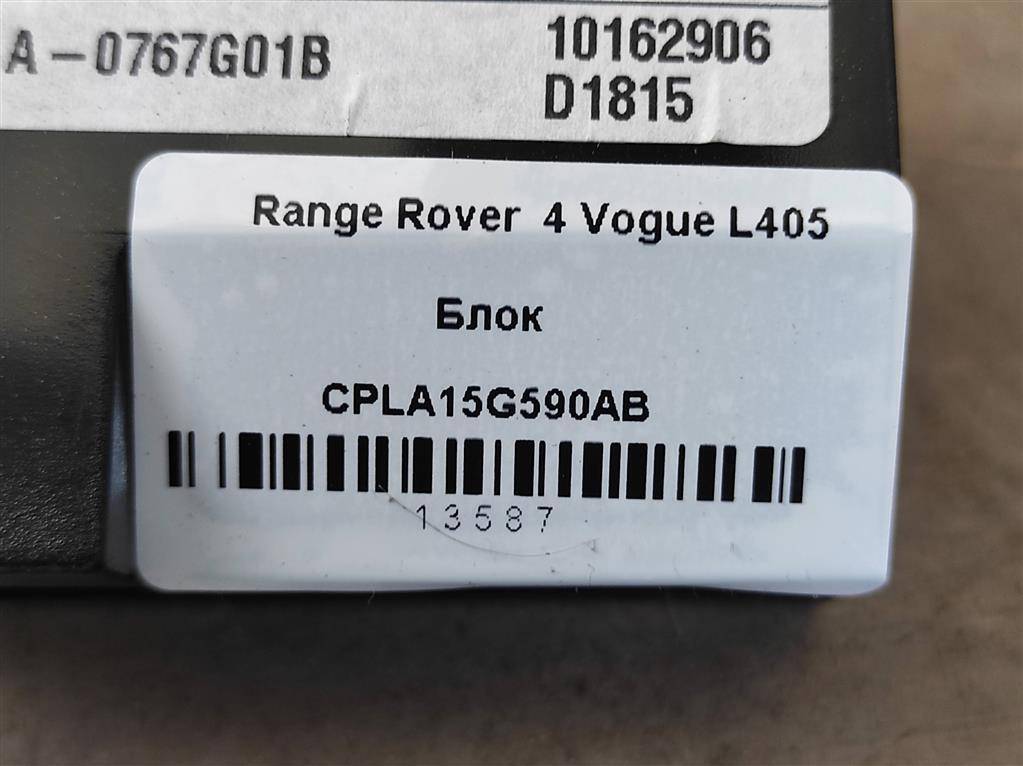 A-0767G01B
10162906
D1815
Range Rover 4 Vogue L405
Блок
CPLA15G590AB
13587